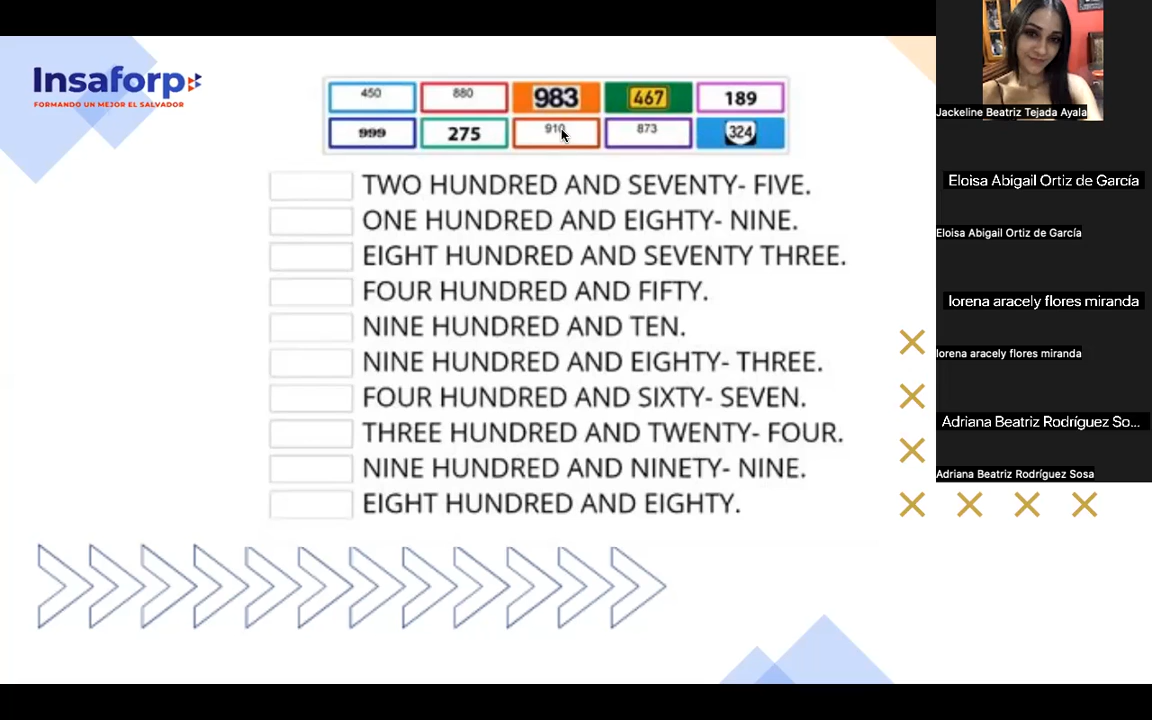 Insaforp
FORMANDO UN MEJOR EL SALVADOR
450 880 983 467 189
999 275 910 873 324
TWO HUNDRED AND SEVENTY- FIVE.
ONE HUNDRED AND EIGHTY- NINE.
EIGHT HUNDRED AND SEVENTY THREE.
FOUR HUNDRED AND FIFTY.
NINE HUNDRED AND TEN.
NINE HUNDRED AND EIGHTY- THREE.
FOUR HUNDRED AND SIXTY- SEVEN.
THREE HUNDRED AND TWENTY- FOUR.
NINE HUNDRED AND NINETY- NINE.
EIGHT HUNDRED AND EIGHTY.
Jackeline Beatriz Tejada Ayala
Eloisa Abigail Ortiz de García
Eloisa Abigail Ortiz de García
lorena aracely flores miranda
lorena aracely flores miranda
Adriana Beatriz Rodríguez So...
Adriana Beatriz Rodríguez Sosa